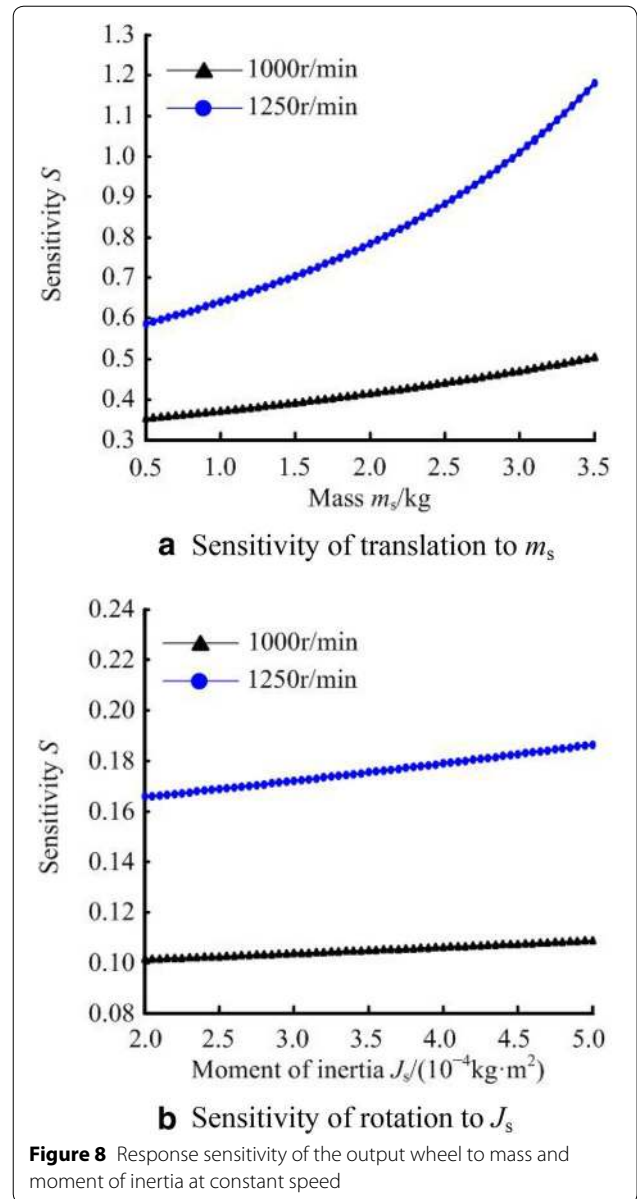 1.3
1.2
1.1
1.0
0.9
0.8
0.7
0.6
0.5
0.4
0.3
Sensitivity S
1000r/min
1250r/min
0.5 1.0 1.5 2.0 2.5 3.0 3.5
Mass mₛ/kg
a Sensitivity of translation to mₛ
0.24
0.22
0.20
0.18
0.16
0.14
0.12
0.10
0.08
Sensitivity S
1000r/min
1250r/min
2.0 2.5 3.0 3.5 4.0 4.5 5.0
Moment of inertia Jₛ/(10⁻⁴kg·m²)
b Sensitivity of rotation to Jₛ
Figure 8 Response sensitivity of the output wheel to mass and
moment of inertia at constant speed